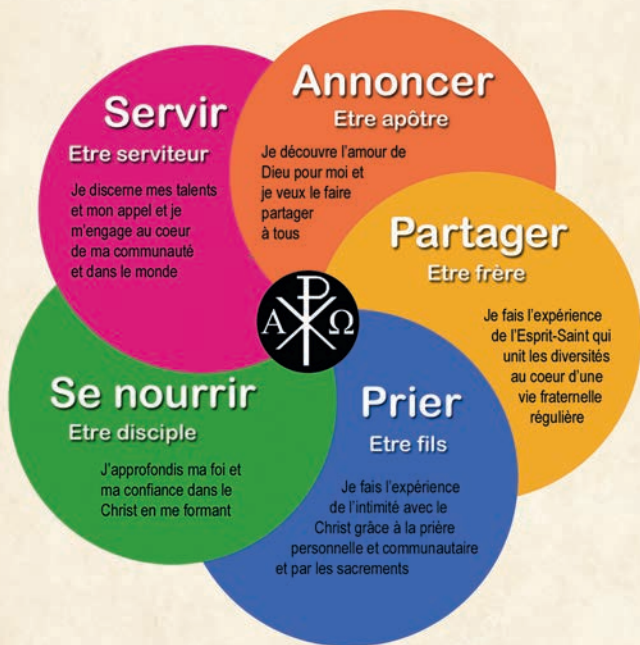 Servir
Etre serviteur
Je discerne mes talents
et mon appel et je
m'engage au coeur
de ma communauté
et dans le monde
Annoncer
Etre apôtre
Je découvre l'amour de
Dieu pour moi et
je veux le faire
partager
à tous
Partager
Etre frère
Je fais l'expérience
de l'Esprit-Saint qui
unit les diversités
au coeur d'une
vie fraternelle
régulière
Α Ω
Se nourrir
Etre disciple
J'approfondis ma foi et
ma confiance dans le
Christ en me formant
Prier
Etre fils
Je fais l'expérience
de l'intimité avec le
Christ grâce à la prière
personnelle et communautaire
et par les sacrements